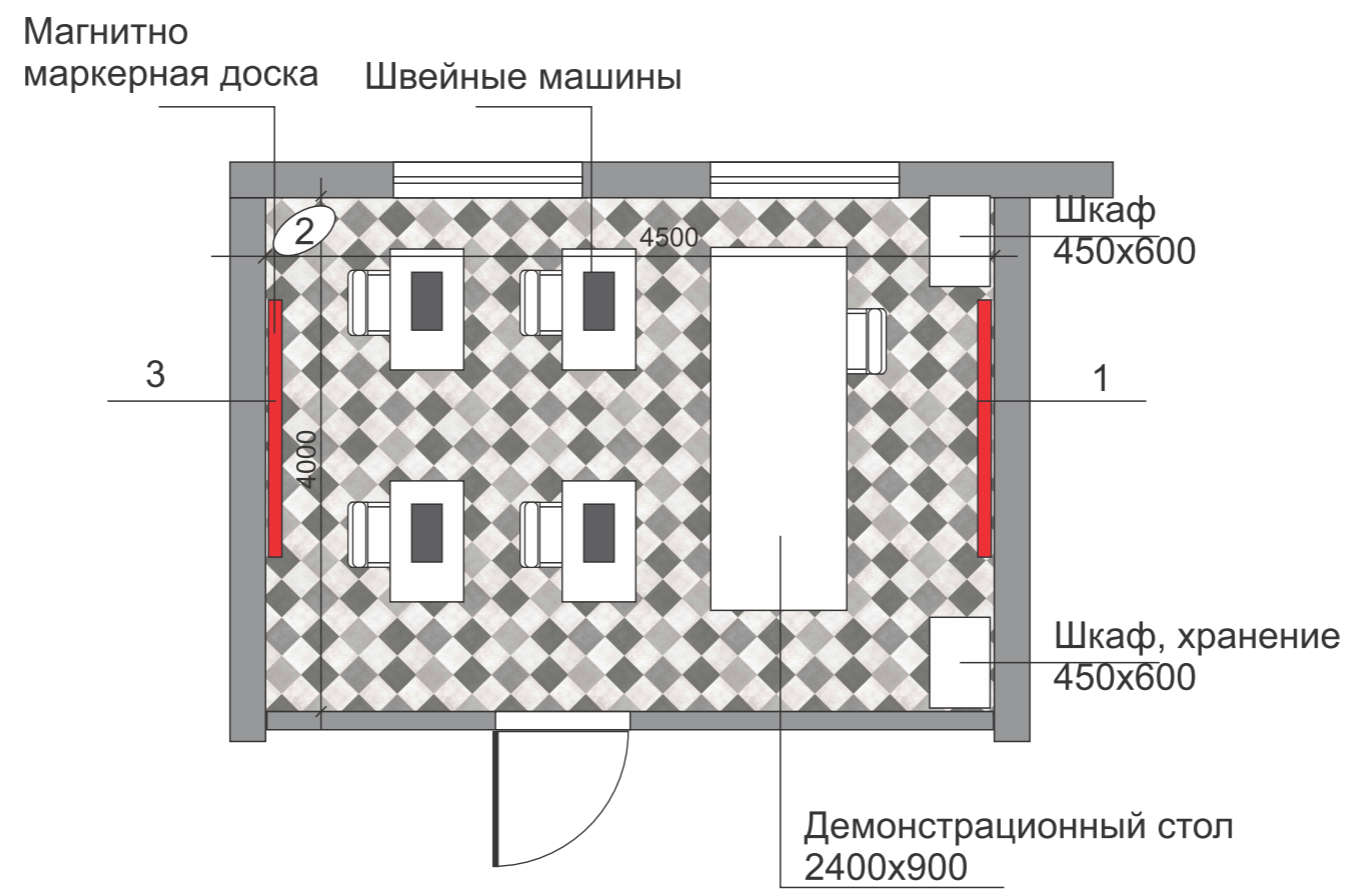 Магнитно
маркерная доска
Швейные машины
2
4500
Шкаф
450х600
3
1
4000
Шкаф, хранение
450х600
Демонстрационный стол
2400х900